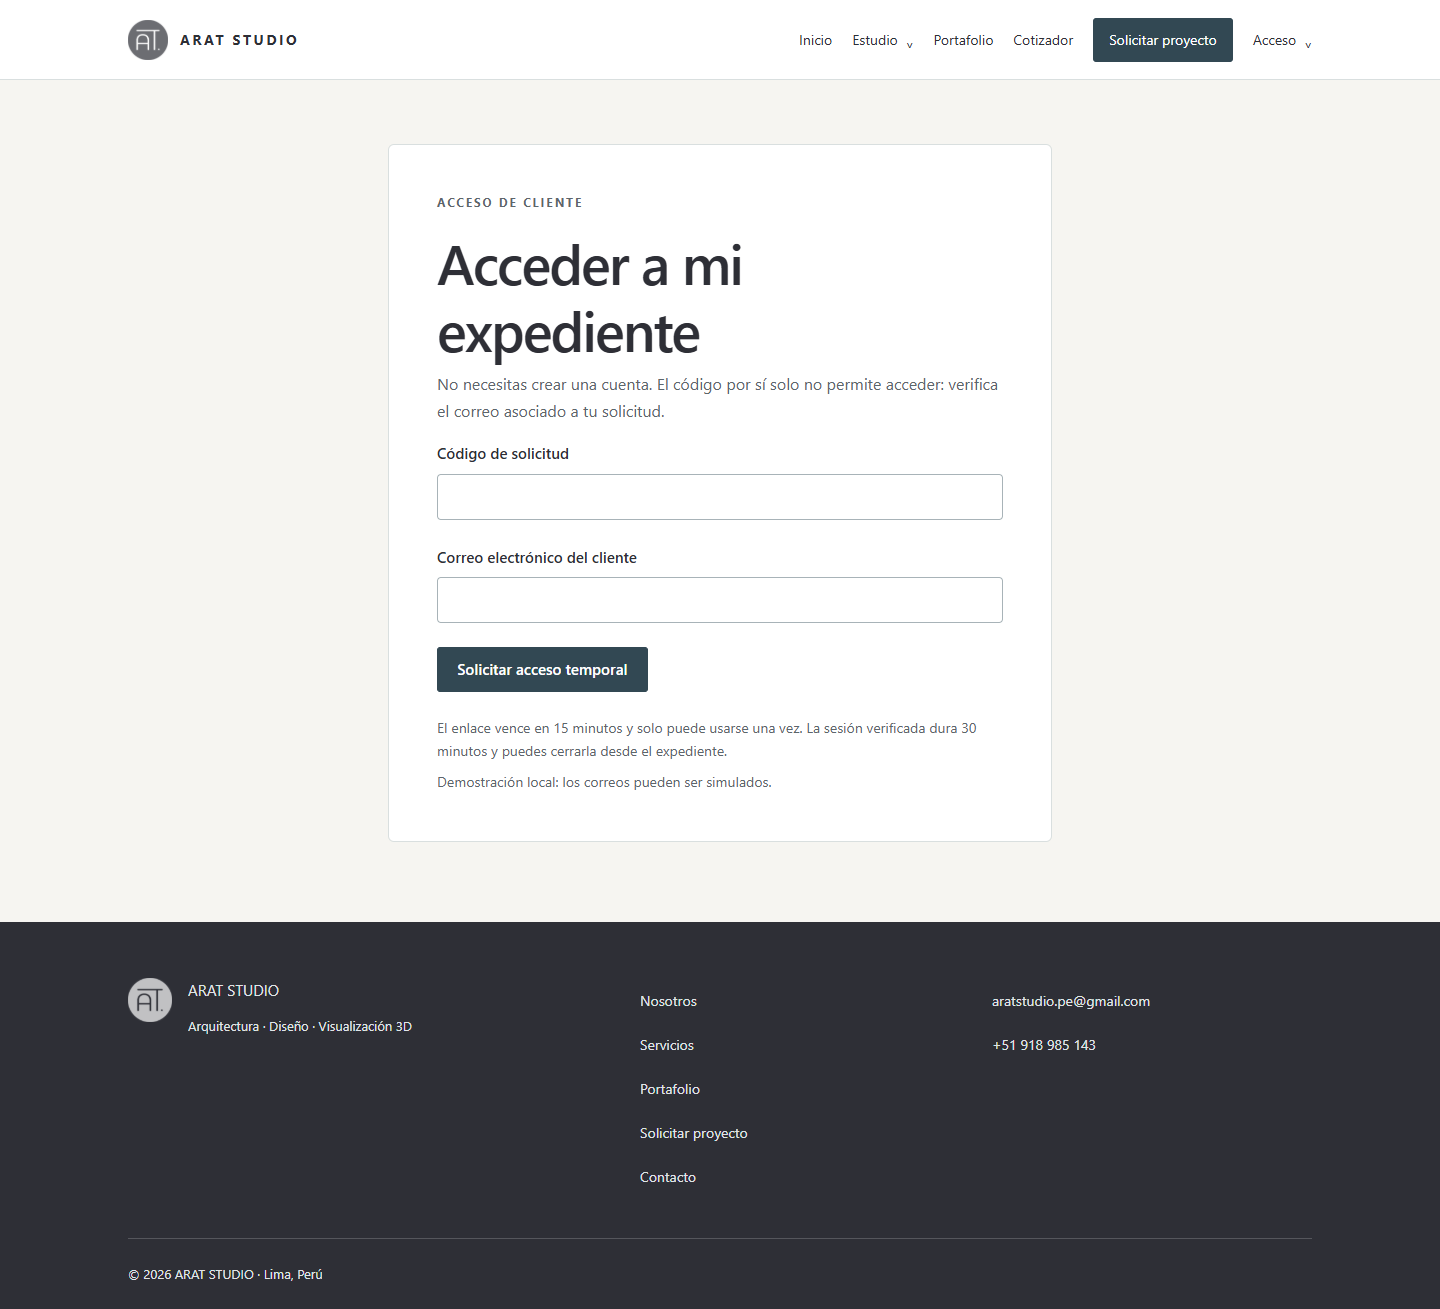 AT.
ARAT STUDIO
Inicio
Estudio v
Portafolio
Cotizador
Solicitar proyecto
Acceso v
ACCESO DE CLIENTE
Acceder a mi
expediente
No necesitas crear una cuenta. El código por sí solo no permite acceder: verifica
el correo asociado a tu solicitud.
Código de solicitud
Correo electrónico del cliente
Solicitar acceso temporal
El enlace vence en 15 minutos y solo puede usarse una vez. La sesión verificada dura 30
minutos y puedes cerrarla desde el expediente.
Demostración local: los correos pueden ser simulados.
AT.
ARAT STUDIO
Arquitectura · Diseño · Visualización 3D
Nosotros
Servicios
Portafolio
Solicitar proyecto
Contacto
aratstudio.pe@gmail.com
+51 918 985 143
© 2026 ARAT STUDIO · Lima, Perú